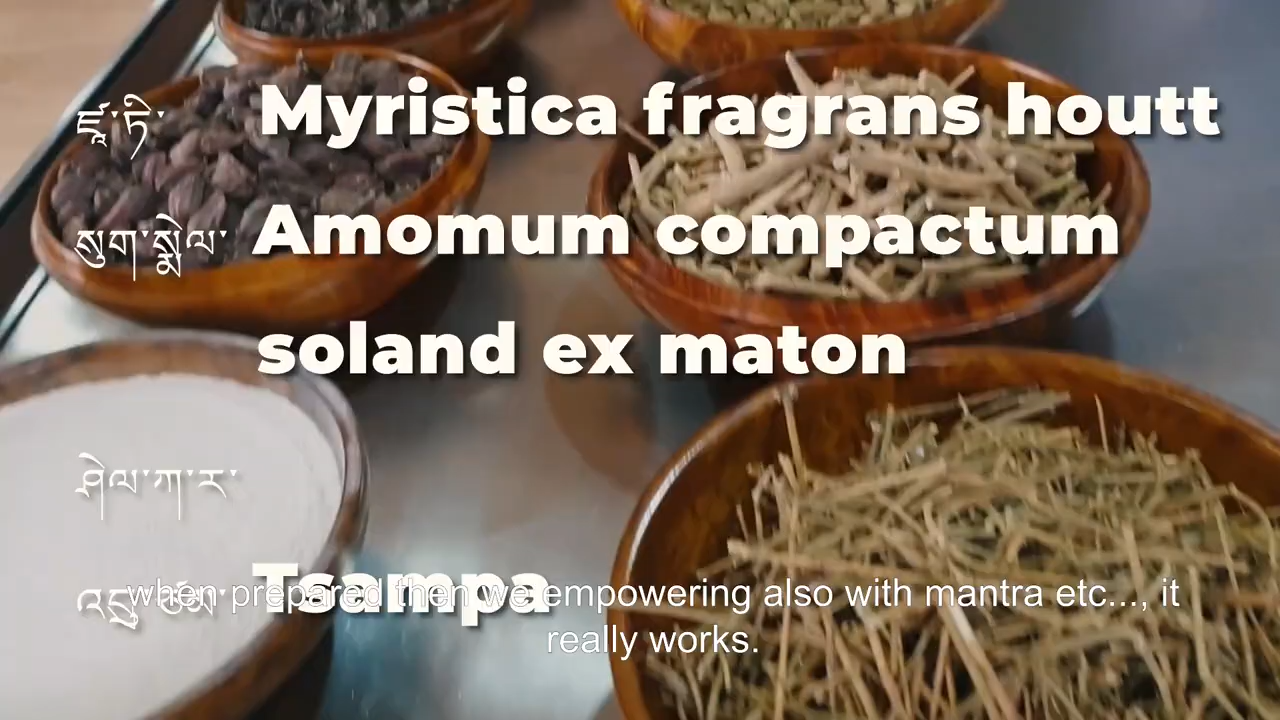 ཛཱ་ཏི་ Myristica fragrans houtt
སུག་སྨེལ་ Amomum compactum
soland ex maton
ཤེལ་ཀ་ར་
Tsampa
when prepared then we empowering also with mantra etc..., it
really works.